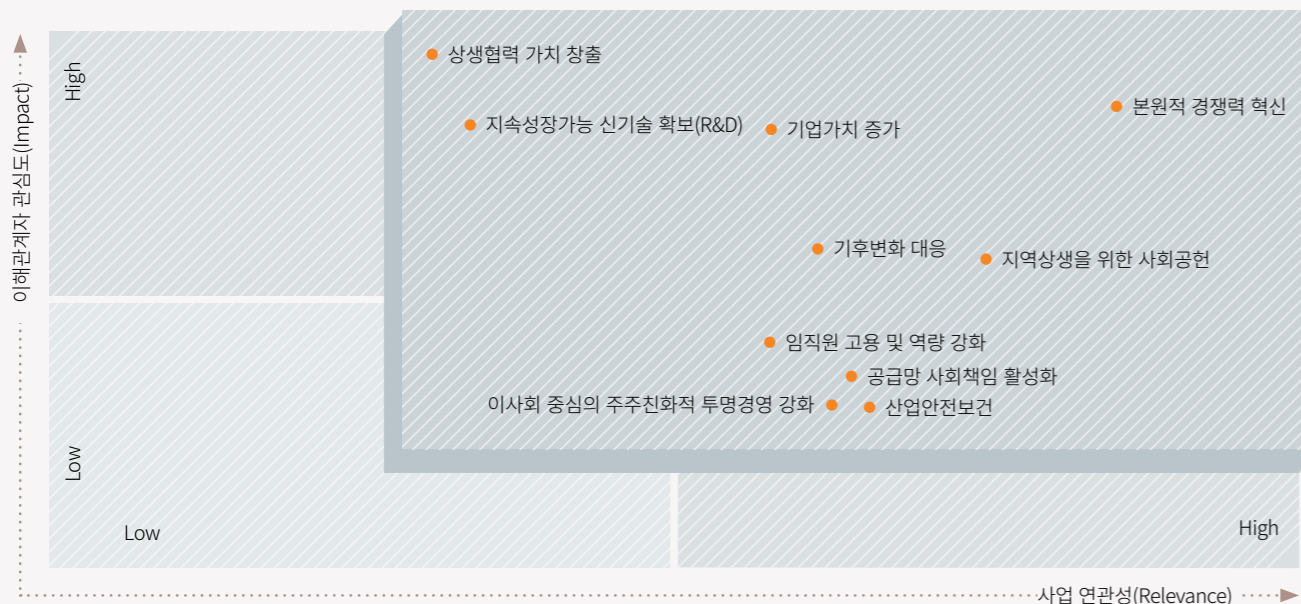 이해관계자 관심도(Impact)
High
Low
상생협력 가치 창출
본원적 경쟁력 혁신
지속성장가능 신기술 확보(R&D)
기업가치 증가
기후변화 대응
지역상생을 위한 사회공헌
임직원 고용 및 역량 강화
공급망 사회책임 활성화
이사회 중심의 주주친화적 투명경영 강화
산업안전보건
Low
High
사업 연관성(Relevance)